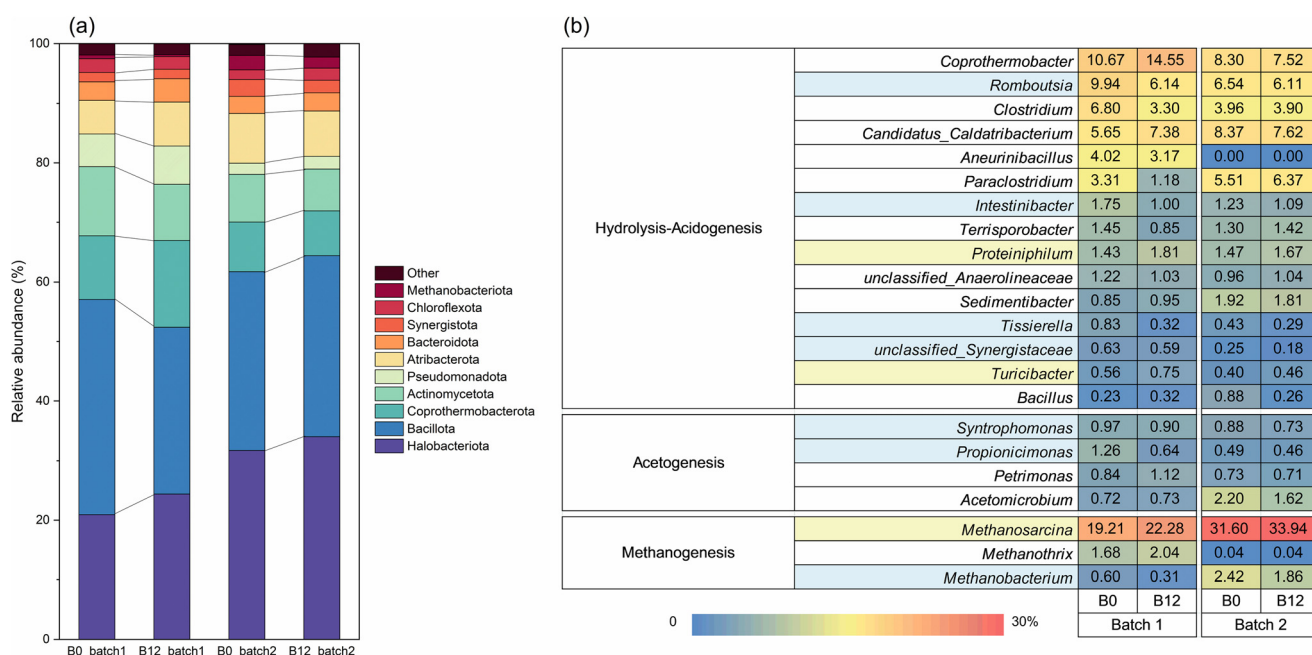 (a)
Relative abundance (%)
100
80
60
40
20
0
B0_batch1 B12_batch1 B0_batch2 B12_batch2
Other
Methanobacteriota
Chloroflexota
Synergistota
Bacteroidota
Atribacterota
Pseudomonadota
Actinomycetota
Coprothermobacterota
Bacillota
Halobacteriota
(b)
Hydrolysis-Acidogenesis
Coprothermobacter 10.67 14.55 8.30 7.52
Romboutsia 9.94 6.14 6.54 6.11
Clostridium 6.80 3.30 3.96 3.90
Candidatus_Caldatribacterium 5.65 7.38 8.37 7.62
Aneurinibacillus 4.02 3.17 0.00 0.00
Paraclostridium 3.31 1.18 5.51 6.37
Intestinibacter 1.75 1.00 1.23 1.09
Terrisporobacter 1.45 0.85 1.30 1.42
Proteiniphilum 1.43 1.81 1.47 1.67
unclassified_Anaerolineaceae 1.22 1.03 0.96 1.04
Sedimentibacter 0.85 0.95 1.92 1.81
Tissierella 0.83 0.32 0.43 0.29
unclassified_Synergistaceae 0.63 0.59 0.25 0.18
Turicibacter 0.56 0.75 0.40 0.46
Bacillus 0.23 0.32 0.88 0.26
Acetogenesis
Syntrophomonas 0.97 0.90 0.88 0.73
Propionicimonas 1.26 0.64 0.49 0.46
Petrimonas 0.84 1.12 0.73 0.71
Acetomicrobium 0.72 0.73 2.20 1.62
Methanogenesis
Methanosarcina 19.21 22.28 31.60 33.94
Methanothrix 1.68 2.04 0.04 0.04
Methanobacterium 0.60 0.31 2.42 1.86
B0 B12 B0 B12
Batch 1 Batch 2
0 30%